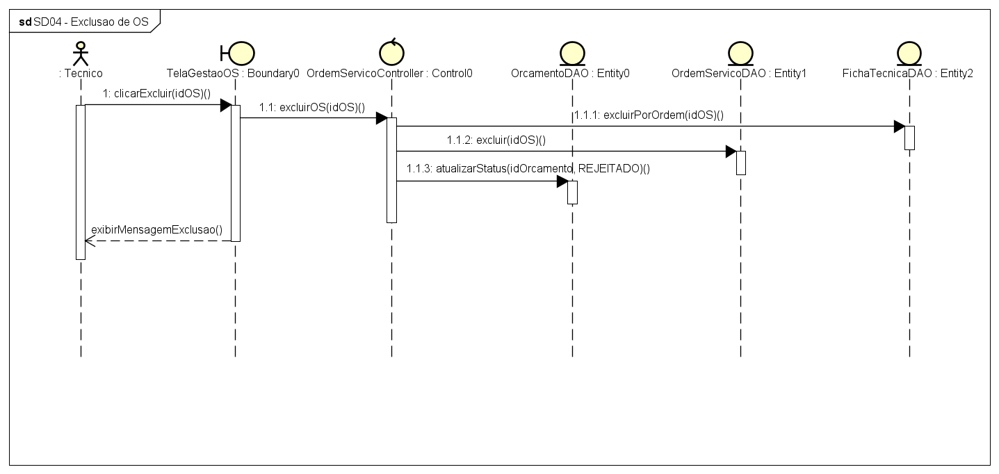 sd SD04 - Exclusao de OS
: Tecnico
TelaGestaoOS : Boundary0
OrdemServicoController : Control0
OrcamentoDAO : Entity0
OrdemServicoDAO : Entity1
FichaTecnicaDAO : Entity2
1: clicarExcluir(idOS)()
1.1: excluirOS(idOS)()
1.1.1: excluirPorOrdem(idOS)()
1.1.2: excluir(idOS)()
1.1.3: atualizarStatus(idOrcamento, REJEITADO)()
exibirMensagemExclusao()